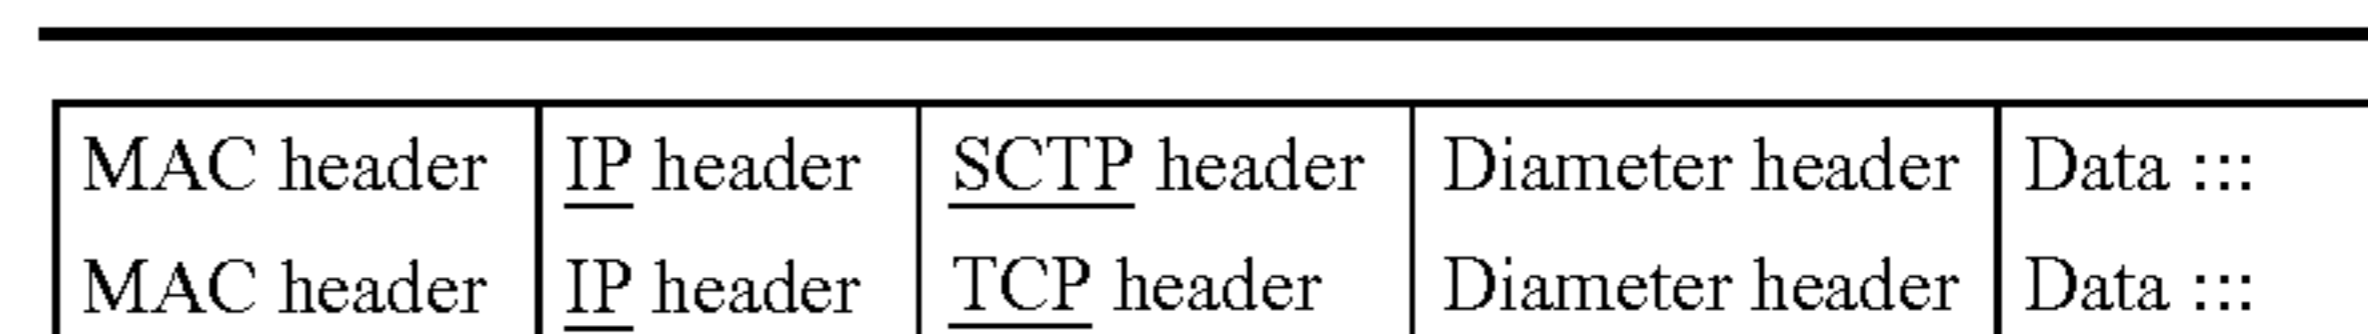 MAC header IP header SCTP header Diameter header Data :::
MAC header IP header TCP header Diameter header Data :::